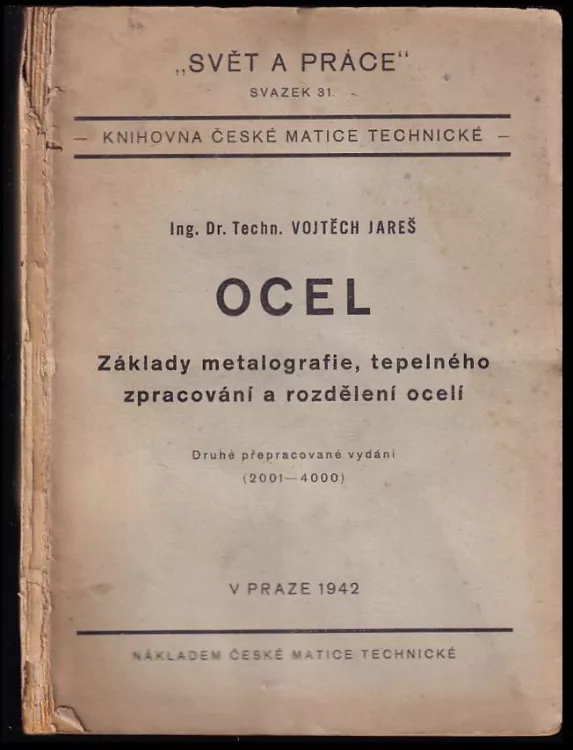 „SVĚT A PRÁCE“
SVAZEK 31.
— KNIHOVNA ČESKÉ MATICE TECHNICKÉ —
Ing. Dr. Techn. VOJTĚCH JAREŠ
OCEL
Základy metalografie, tepelného
zpracování a rozdělení ocelí
Druhé přepracované vydání
(2001—4000)
V PRAZE 1942
NÁKLADEM ČESKÉ MATICE TECHNICKÉ